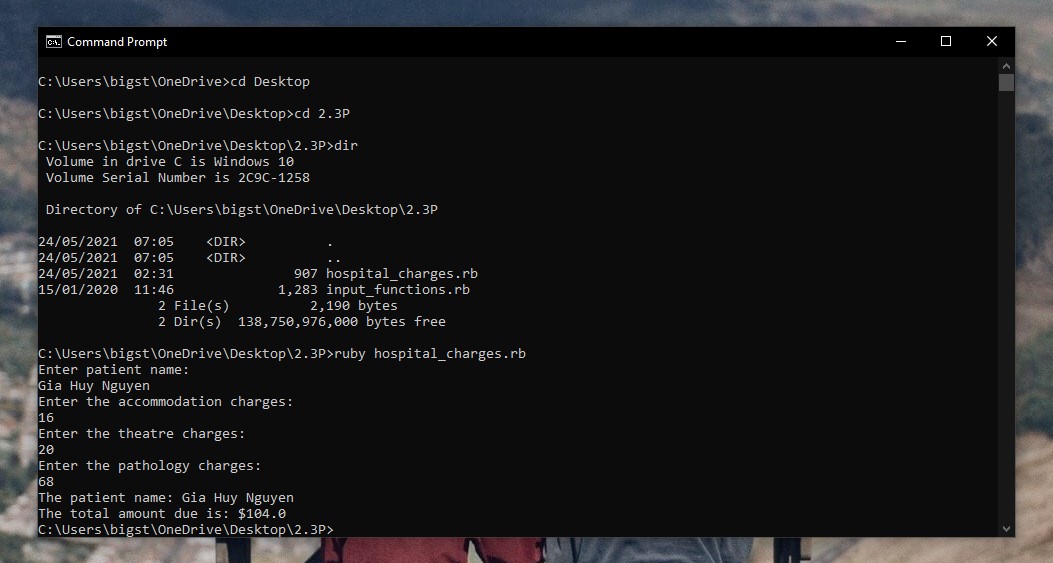 Command Prompt
C:\Users\bigst\OneDrive>cd Desktop
C:\Users\bigst\OneDrive\Desktop>cd 2.3P
C:\Users\bigst\OneDrive\Desktop\2.3P>dir
 Volume in drive C is Windows 10
 Volume Serial Number is 2C9C-1258
 Directory of C:\Users\bigst\OneDrive\Desktop\2.3P
24/05/2021  07:05    <DIR>          .
24/05/2021  07:05    <DIR>          ..
24/05/2021  02:31               907 hospital_charges.rb
15/01/2020  11:46             1,283 input_functions.rb
               2 File(s)          2,190 bytes
               2 Dir(s)  138,750,976,000 bytes free
C:\Users\bigst\OneDrive\Desktop\2.3P>ruby hospital_charges.rb
Enter patient name:
Gia Huy Nguyen
Enter the accommodation charges:
16
Enter the theatre charges:
20
Enter the pathology charges:
68
The patient name: Gia Huy Nguyen
The total amount due is: $104.0
C:\Users\bigst\OneDrive\Desktop\2.3P>